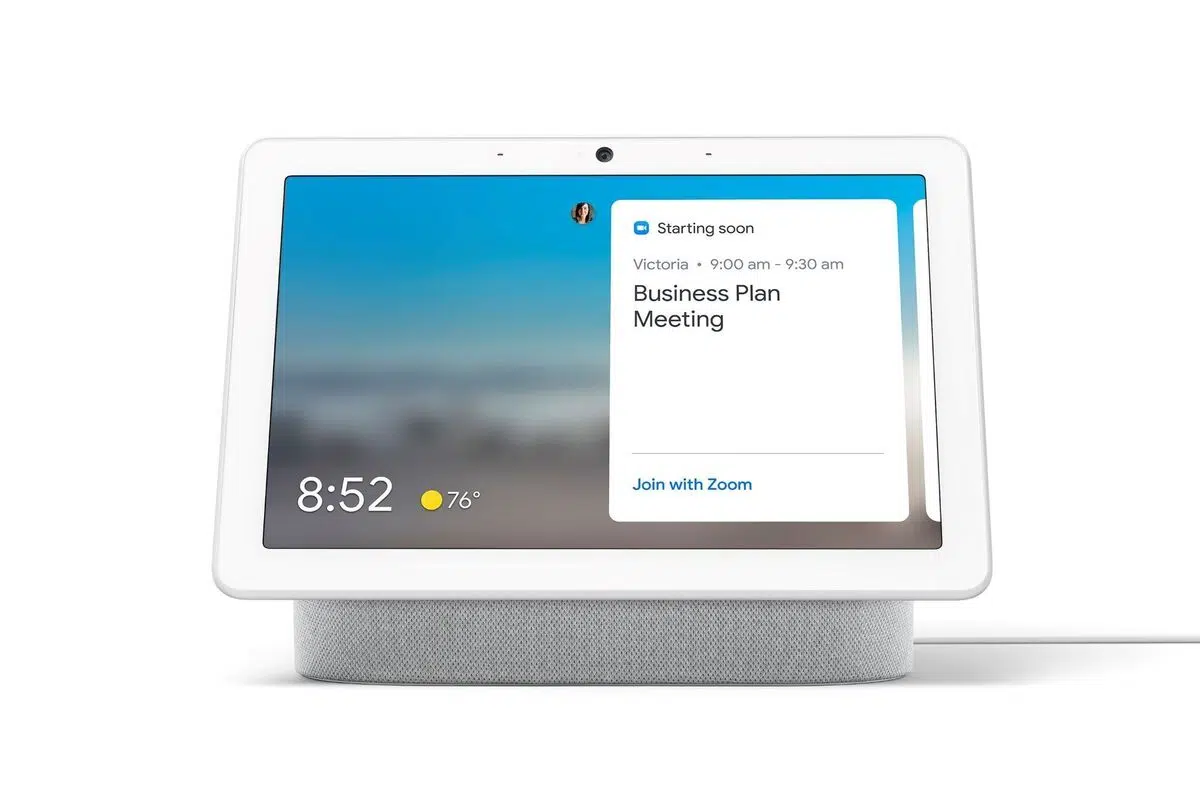 Starting soon
Victoria • 9:00 am - 9:30 am
Business Plan
Meeting
Join with Zoom
8:52
76°